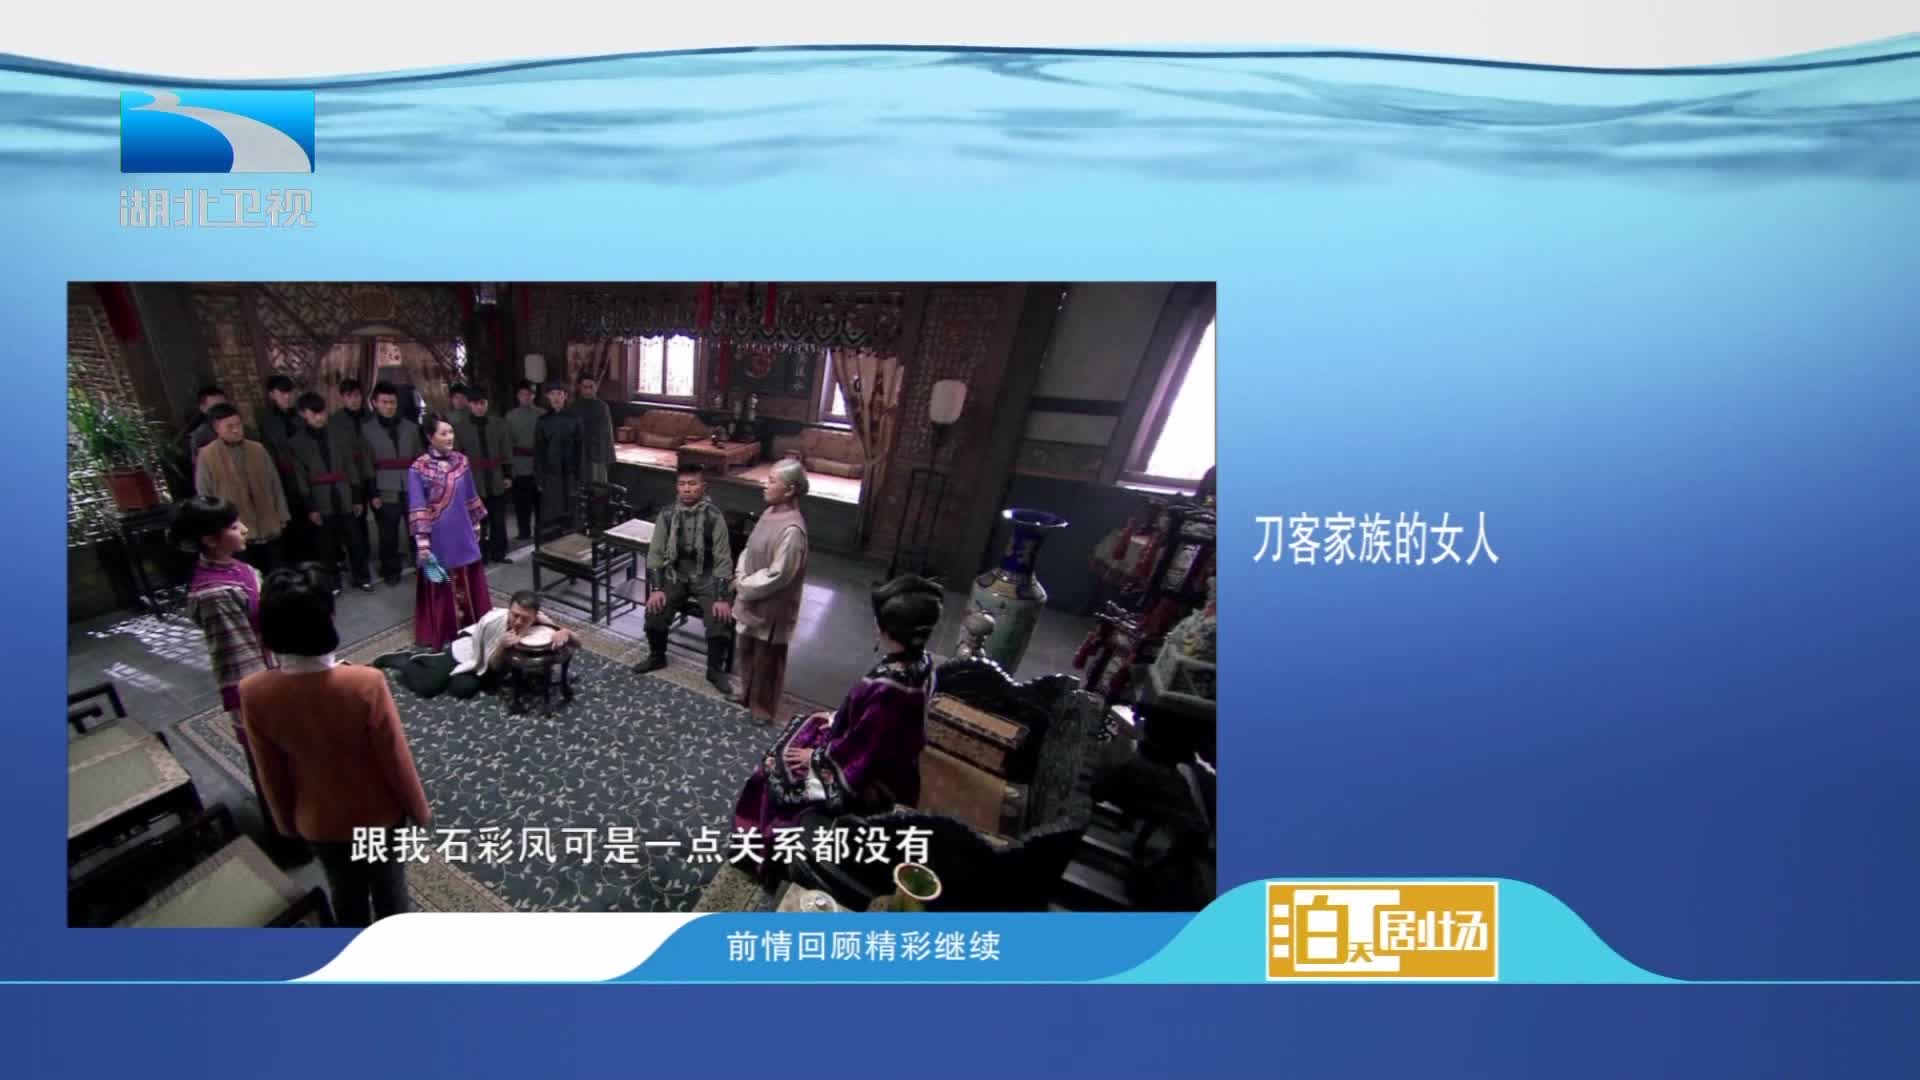 湖北卫视
刀客家族的女人
跟我石彩凤可是一点关系都没有
前情回顾精彩继续
白天剧场